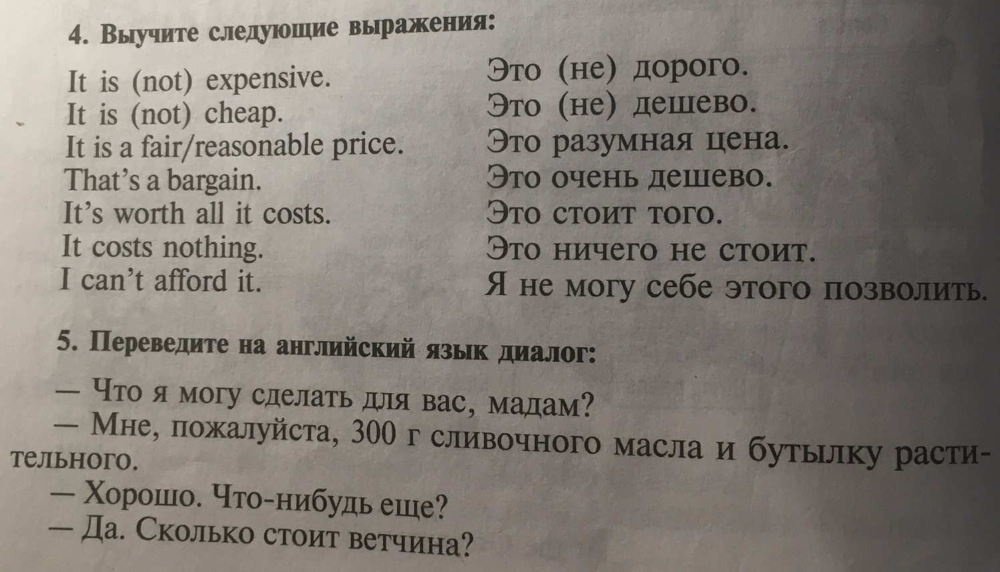 4. Выучите следующие выражения:
It is (not) expensive. Это (не) дорого.
It is (not) cheap. Это (не) дешево.
It is a fair/reasonable price. Это разумная цена.
That's a bargain. Это очень дешево.
It's worth all it costs. Это стоит того.
It costs nothing. Это ничего не стоит.
I can't afford it. Я не могу себе этого позволить.
5. Переведите на английский язык диалог:
— Что я могу сделать для вас, мадам?
— Мне, пожалуйста, 300 г сливочного масла и бутылку расти-
тельного.
— Хорошо. Что-нибудь еще?
— Да. Сколько стоит ветчина?